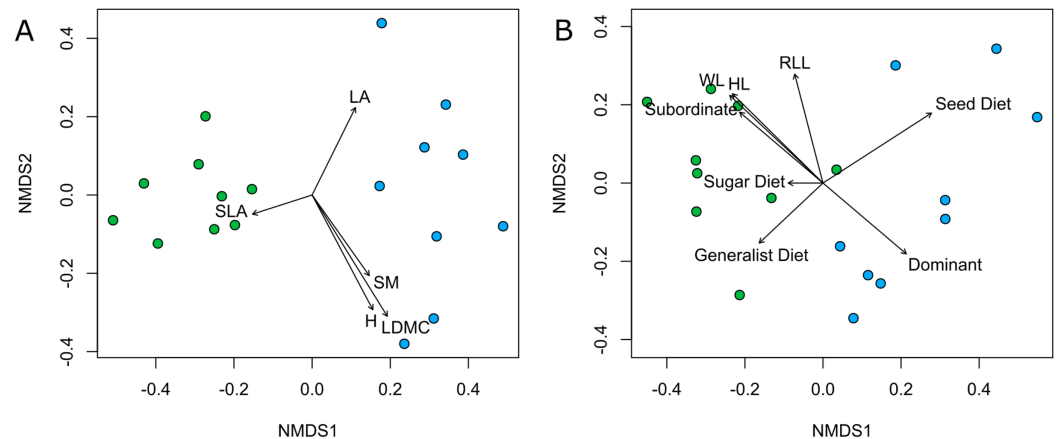 A
NMDS2
0.4
0.2
0.0
-0.2
-0.4
LA
SLA
SM
H
LDMC
-0.4
-0.2
0.0
0.2
0.4
NMDS1
B
NMDS2
0.4
0.2
0.0
-0.2
-0.4
RLL
WL
HL
Subordinate
Seed Diet
Sugar Diet
Generalist Diet
Dominant
-0.4
-0.2
0.0
0.2
0.4
NMDS1